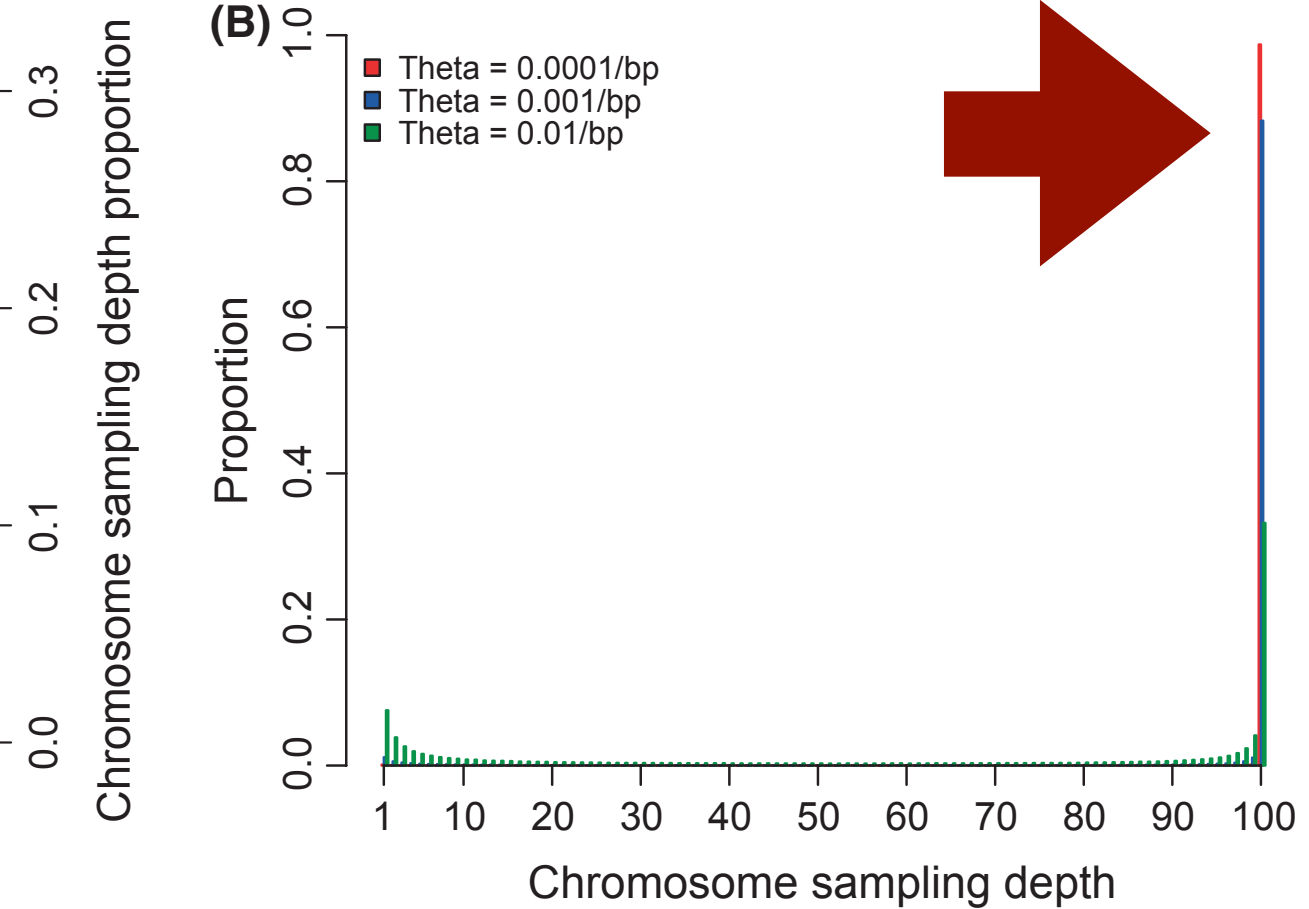 0.3
0.2
0.1
0.0
Chromosome sampling depth proportion
(B)
Theta = 0.0001/bp
Theta = 0.001/bp
Theta = 0.01/bp
1.0
0.8
0.6
0.4
0.2
0.0
Proportion
1 10 20 30 40 50 60 70 80 90 100
Chromosome sampling depth